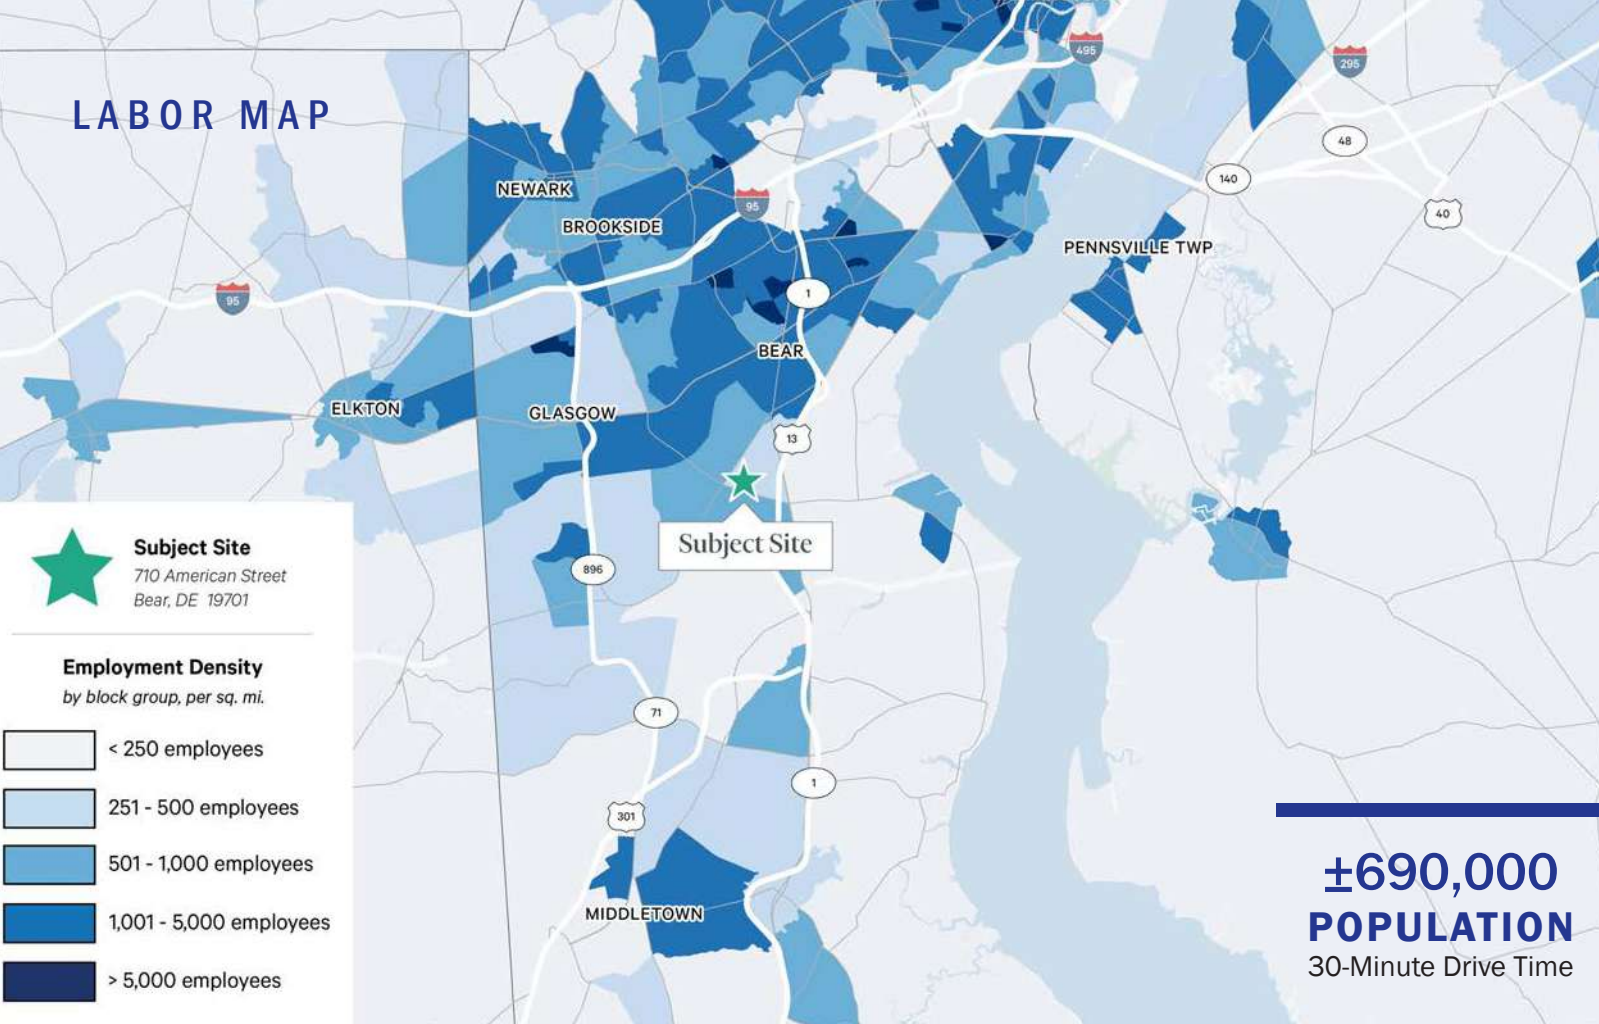 LABOR MAP
495
295
48
140
40
NEWARK
95
BROOKSIDE
PENNSVILLE TWP
95
1
BEAR
ELKTON
GLASGOW
13
Subject Site
896
71
1
301
MIDDLETOWN
Subject Site
710 American Street
Bear, DE 19701
Employment Density
by block group, per sq. mi.
< 250 employees
251 - 500 employees
501 - 1,000 employees
1,001 - 5,000 employees
> 5,000 employees
±690,000
POPULATION
30-Minute Drive Time